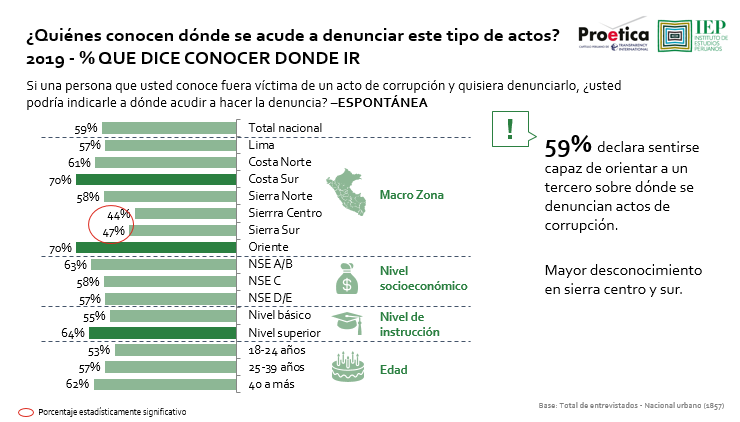 ¿Quiénes conocen dónde se acude a denunciar este tipo de actos?
2019 - % QUE DICE CONOCER DONDE IR
Proetica
CAPÍTULO PERUANO DE TRANSPARENCY INTERNATIONAL
IEP
INSTITUTO DE
ESTUDIOS
PERUANOS
Si una persona que usted conoce fuera víctima de un acto de corrupción y quisiera denunciarlo, ¿usted
podría indicarle a dónde acudir a hacer la denuncia? –ESPONTÁNEA
59% Total nacional
57% Lima
61% Costa Norte
70% Costa Sur
58% Sierra Norte
44% Sierrra Centro
47% Sierra Sur
70% Oriente
Macro Zona
63% NSE A/B
58% NSE C
57% NSE D/E
Nivel
socioeconómico
55% Nivel básico
64% Nivel superior
Nivel de
instrucción
53% 18-24 años
57% 25-39 años
62% 40 a más
Edad
!
59% declara sentirse
capaz de orientar a un
tercero sobre dónde se
denuncian actos de
corrupción.
Mayor desconocimiento
en sierra centro y sur.
Porcentaje estadísticamente significativo
Base: Total de entrevistados - Nacional urbano (1857)